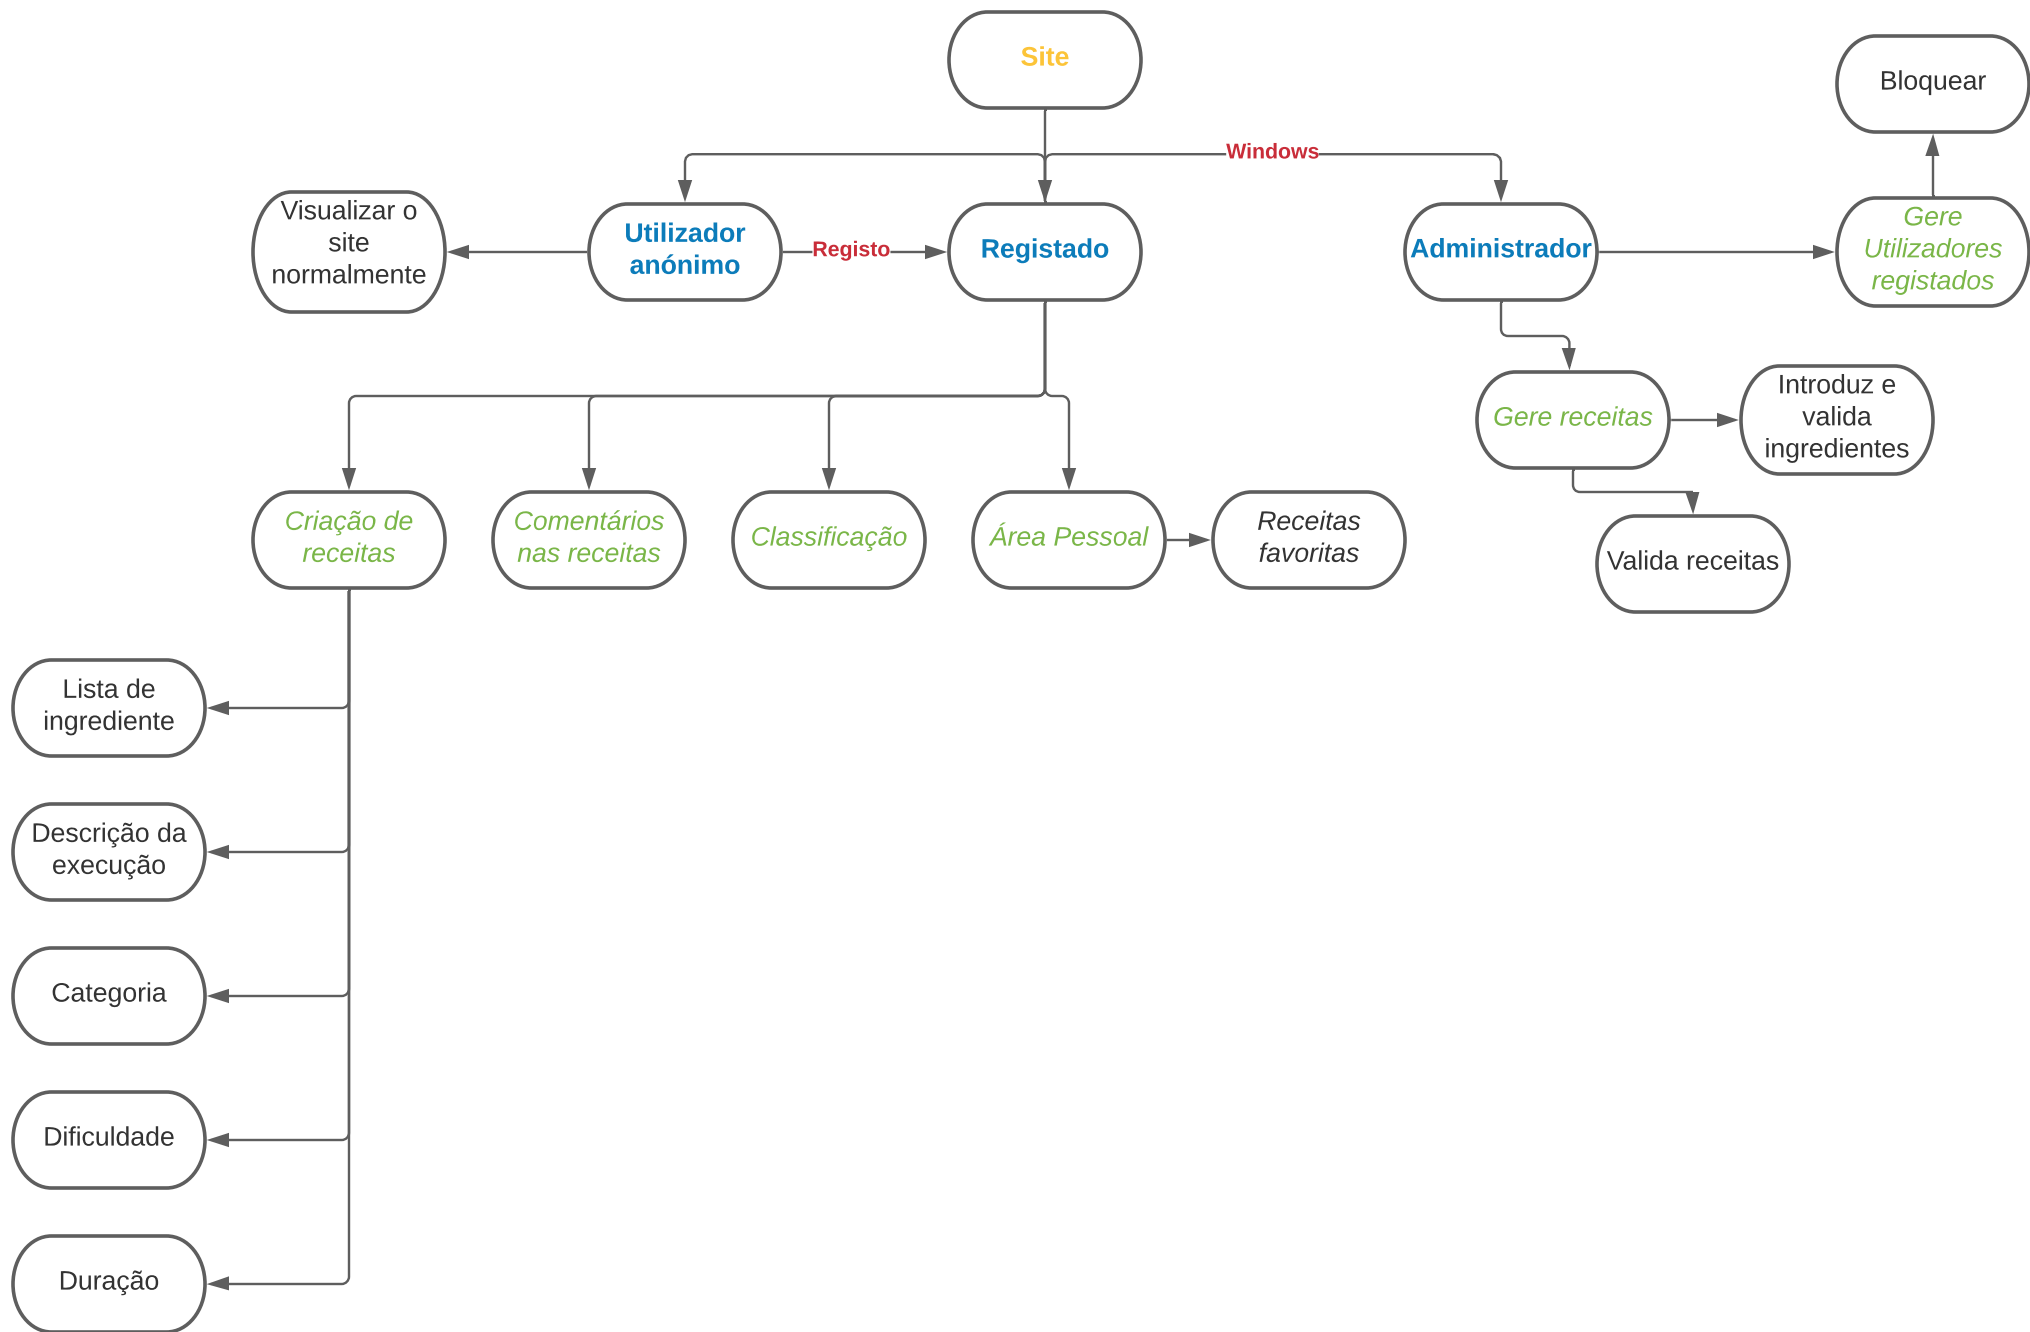 Site
Bloquear
Windows
Visualizar o
site
normalmente
Utilizador
anónimo
Registo
Registado
Administrador
Gere
Utilizadores
registados
Gere receitas
Introduz e
valida
ingredientes
Criação de
receitas
Comentários
nas receitas
Classificação
Área Pessoal
Receitas
favoritas
Valida receitas
Lista de
ingrediente
Descrição da
execução
Categoria
Dificuldade
Duração